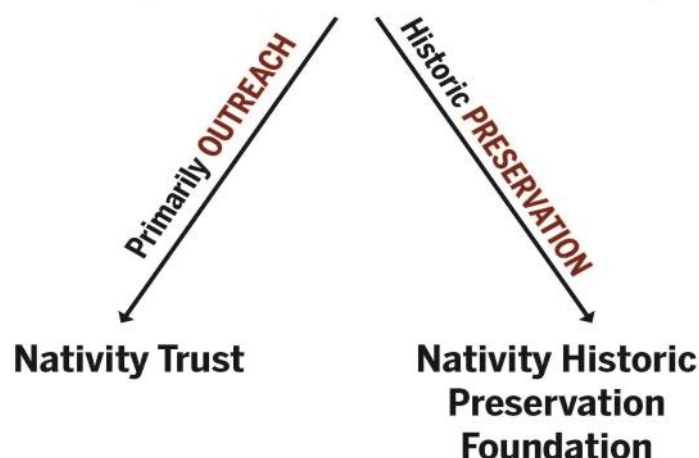 Primarily OUTREACH
Historic PRESERVATION
Nativity Trust
Nativity Historic
Preservation
Foundation